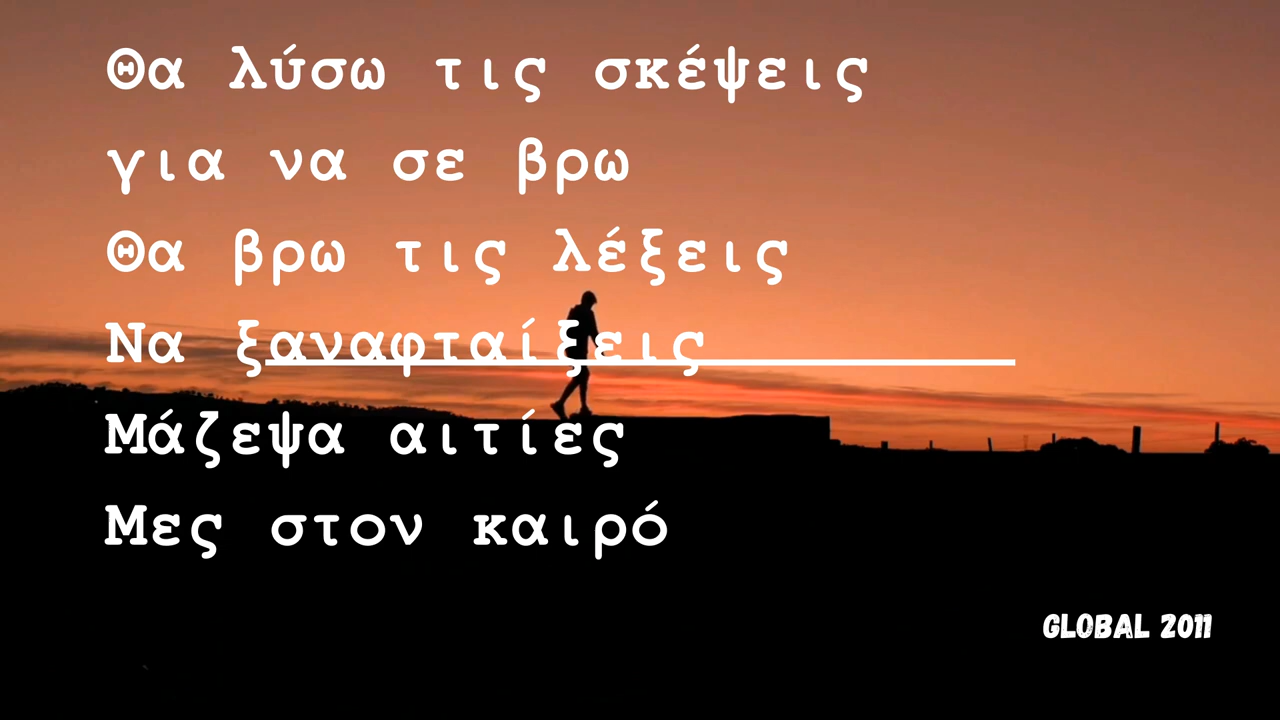 Θα λύσω τις σκέψεις
για να σε βρω
Θα βρω τις λέξεις
Να ξαναφταίξεις
Μάζεψα αιτίες
Μες στον καιρό
GLOBAL 2011